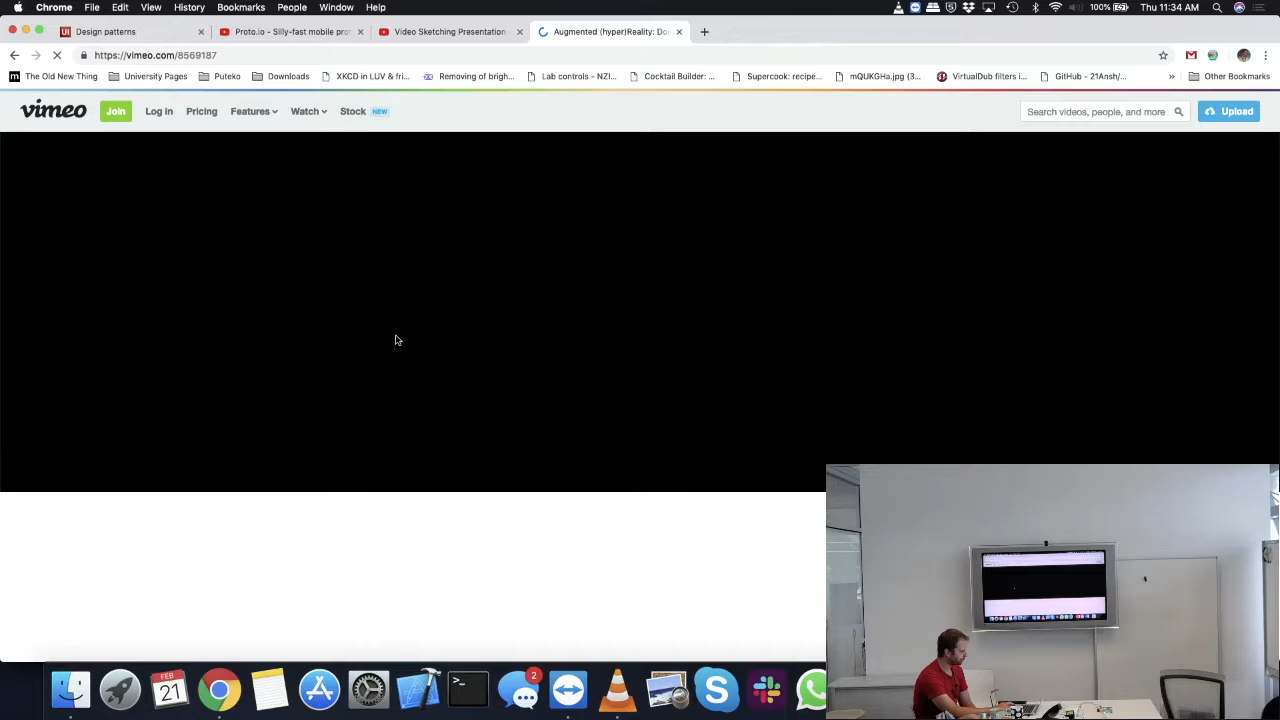 Chrome File Edit View History Bookmarks People Window Help 100% Thu 11:34 AM
Design patterns Proto.io - Silly-fast mobile prot Video Sketching Presentation Augmented (hyper)Reality: Do
https://vimeo.com/8569187
The Old New Thing University Pages Puteko Downloads XKCD in LUV & fri... Removing of brigh... Lab controls - NZI... Cocktail Builder: ... Supercook: recipe... mQUKGHa.jpg (3... VirtualDub filters i... GitHub - 21Ansh/... » Other Bookmarks
vimeo Join Log In Pricing Features Watch Stock NEW Search videos, people, and more Upload
FEB
21
2